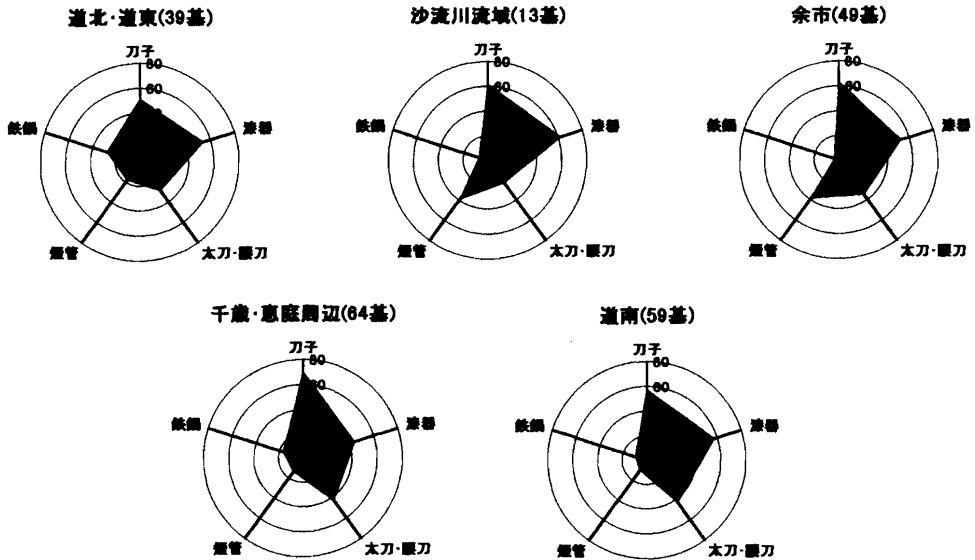 道北・道東(39基)
刀子
80
60
鉄鍋
漆器
煙管
太刀・腰刀
沙流川流域(13基)
刀子
80
60
鉄鍋
漆器
煙管
太刀・腰刀
余市(49基)
刀子
80
60
鉄鍋
漆器
煙管
太刀・腰刀
千歳・恵庭周辺(64基)
刀子
80
60
鉄鍋
漆器
煙管
太刀・腰刀
道南(59基)
刀子
80
60
鉄鍋
漆器
煙管
太刀・腰刀